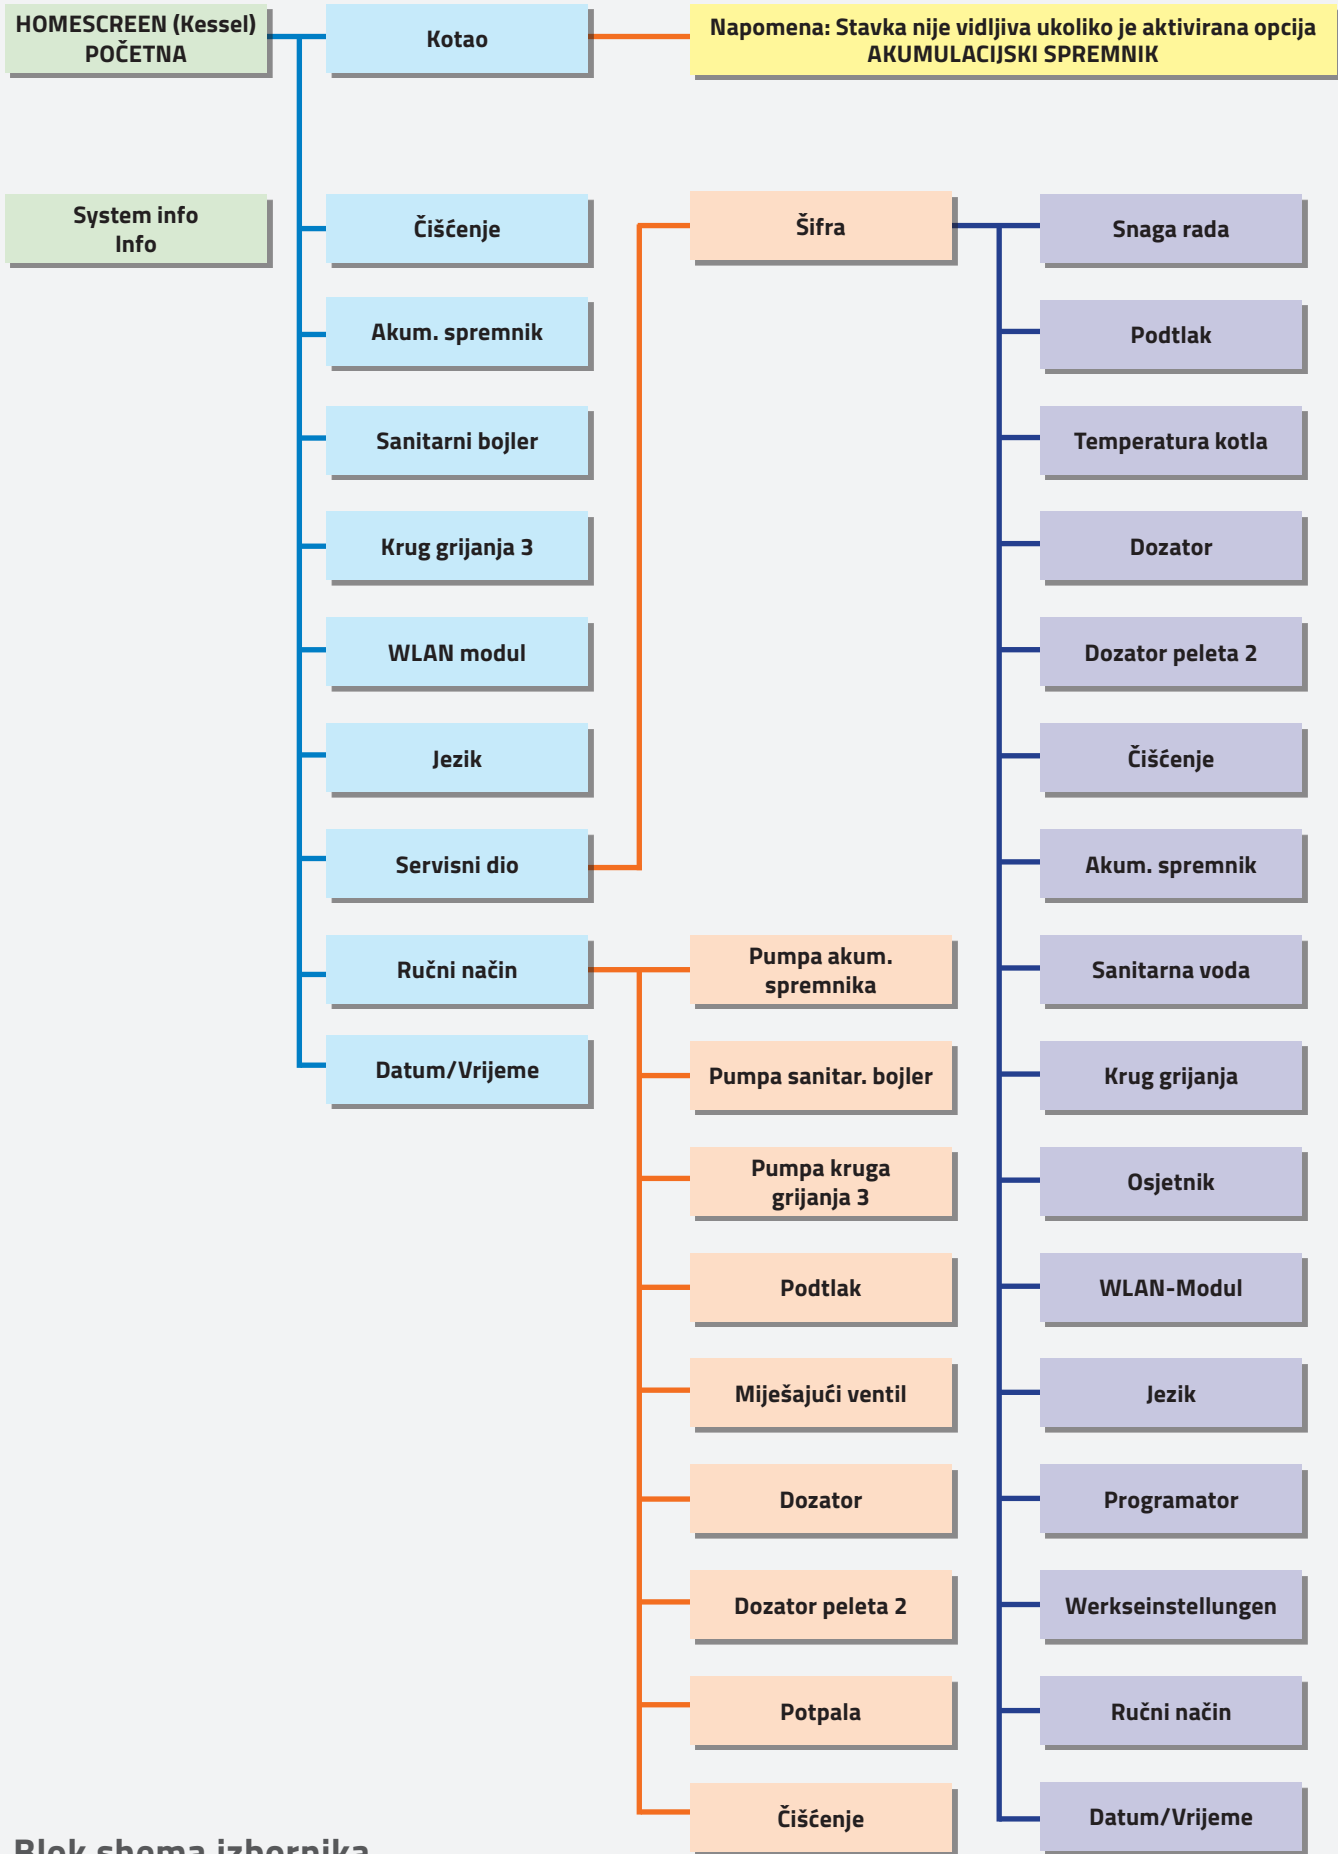 HOMESCREEN (Kessel)
POČETNA
Kotao
Napomena: Stavka nije vidljiva ukoliko je aktivirana opcija
AKUMULACIJSKI SPREMNIK
System info
Info
Čišćenje
Akum. spremnik
Sanitarni bojler
Krug grijanja 3
WLAN modul
Jezik
Servisni dio
Ručni način
Datum/Vrijeme
Šifra
Pumpa akum.
spremnika
Pumpa sanitar. bojler
Pumpa kruga
grijanja 3
Podtlak
Miješajući ventil
Dozator
Dozator peleta 2
Potpala
Čišćenje
Snaga rada
Podtlak
Temperatura kotla
Dozator
Dozator peleta 2
Čišćenje
Akum. spremnik
Sanitarna voda
Krug grijanja
Osjetnik
WLAN-Modul
Jezik
Programator
Werkseinstellungen
Ručni način
Datum/Vrijeme
Blok shema izbornika